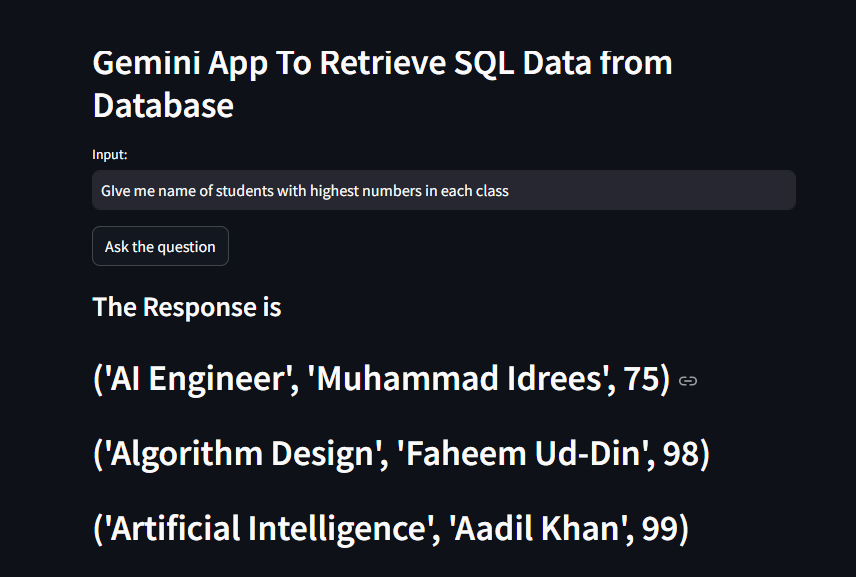 Gemini App To Retrieve SQL Data from
Database
Input:
GIve me name of students with highest numbers in each class
Ask the question
The Response is
('AI Engineer', 'Muhammad Idrees', 75)
('Algorithm Design', 'Faheem Ud-Din', 98)
('Artificial Intelligence', 'Aadil Khan', 99)